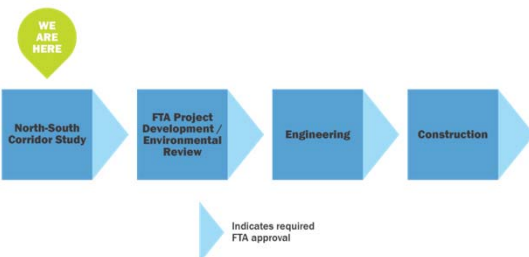 WE
ARE
HERE
North-South
Corridor Study
FTA Project
Development /
Environmental
Review
Engineering
Construction
Indicates required
FTA approval